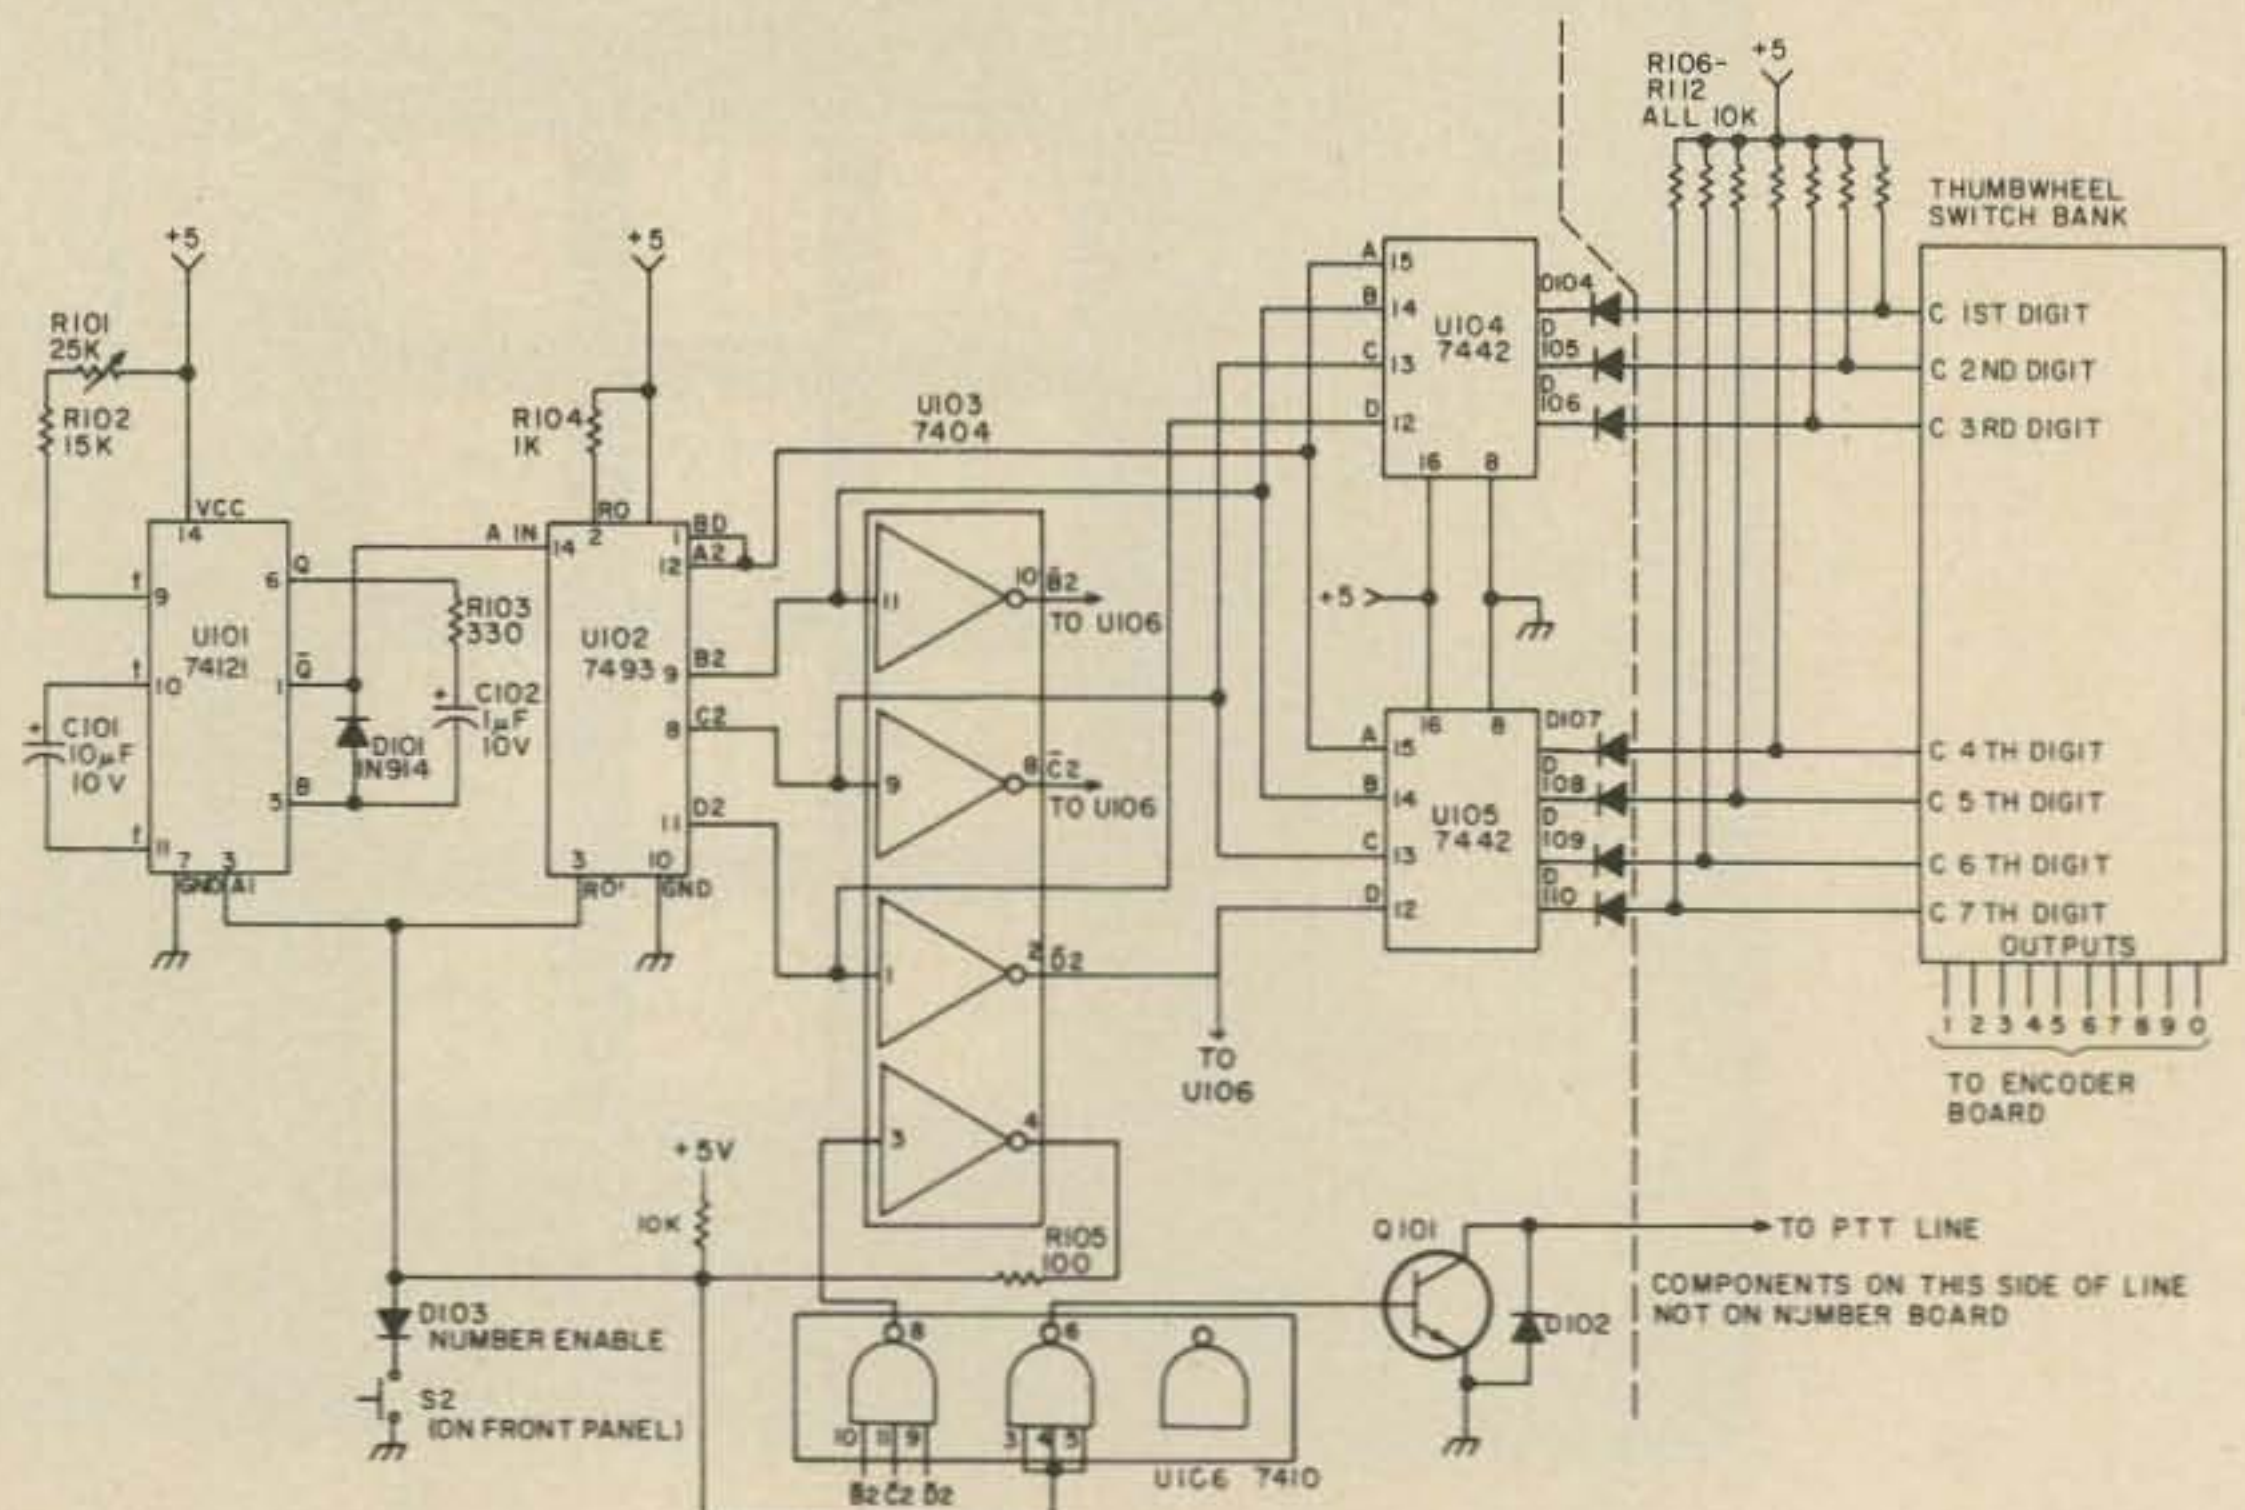 +5
R101
25K
R102
15K
VCC
14
t
9
Q
6
U101
74121
t
10
Q̄
1
+
C101
10µF
10V
B
5
t
11
7
3
GND
A1
D101
1N914
R103
330
+
C102
1µF
10V
+5
R104
1K
RO
A IN
14
2
1
BD
A2
12
U102
7493
9
B2
8
C2
11
D2
3
10
RO'
GND
U103
7404
11
10
B̄2
TO U106
9
8
C̄2
TO U106
1
2
D̄2
3
4
TO
U106
A
15
B
14
C
13
D
12
U104
7442
16
8
+5
16
8
A
15
B
14
C
13
D
12
U105
7442
D104
D
105
D
106
D107
D
108
D
109
D
110
R106-
R112
ALL 10K
+5
THUMBWHEEL
SWITCH BANK
C 1ST DIGIT
C 2ND DIGIT
C 3RD DIGIT
C 4TH DIGIT
C 5TH DIGIT
C 6TH DIGIT
C 7TH DIGIT
OUTPUTS
1 2 3 4 5 6 7 8 9 0
TO ENCODER
BOARD
+5V
10K
R105
100
D103
NUMBER ENABLE
S2
(ON FRONT PANEL)
8
6
10 11 9
3 4 5
B̄2 C̄2 D̄2
U106 7410
Q101
D102
TO PTT LINE
COMPONENTS ON THIS SIDE OF LINE
NOT ON NUMBER BOARD